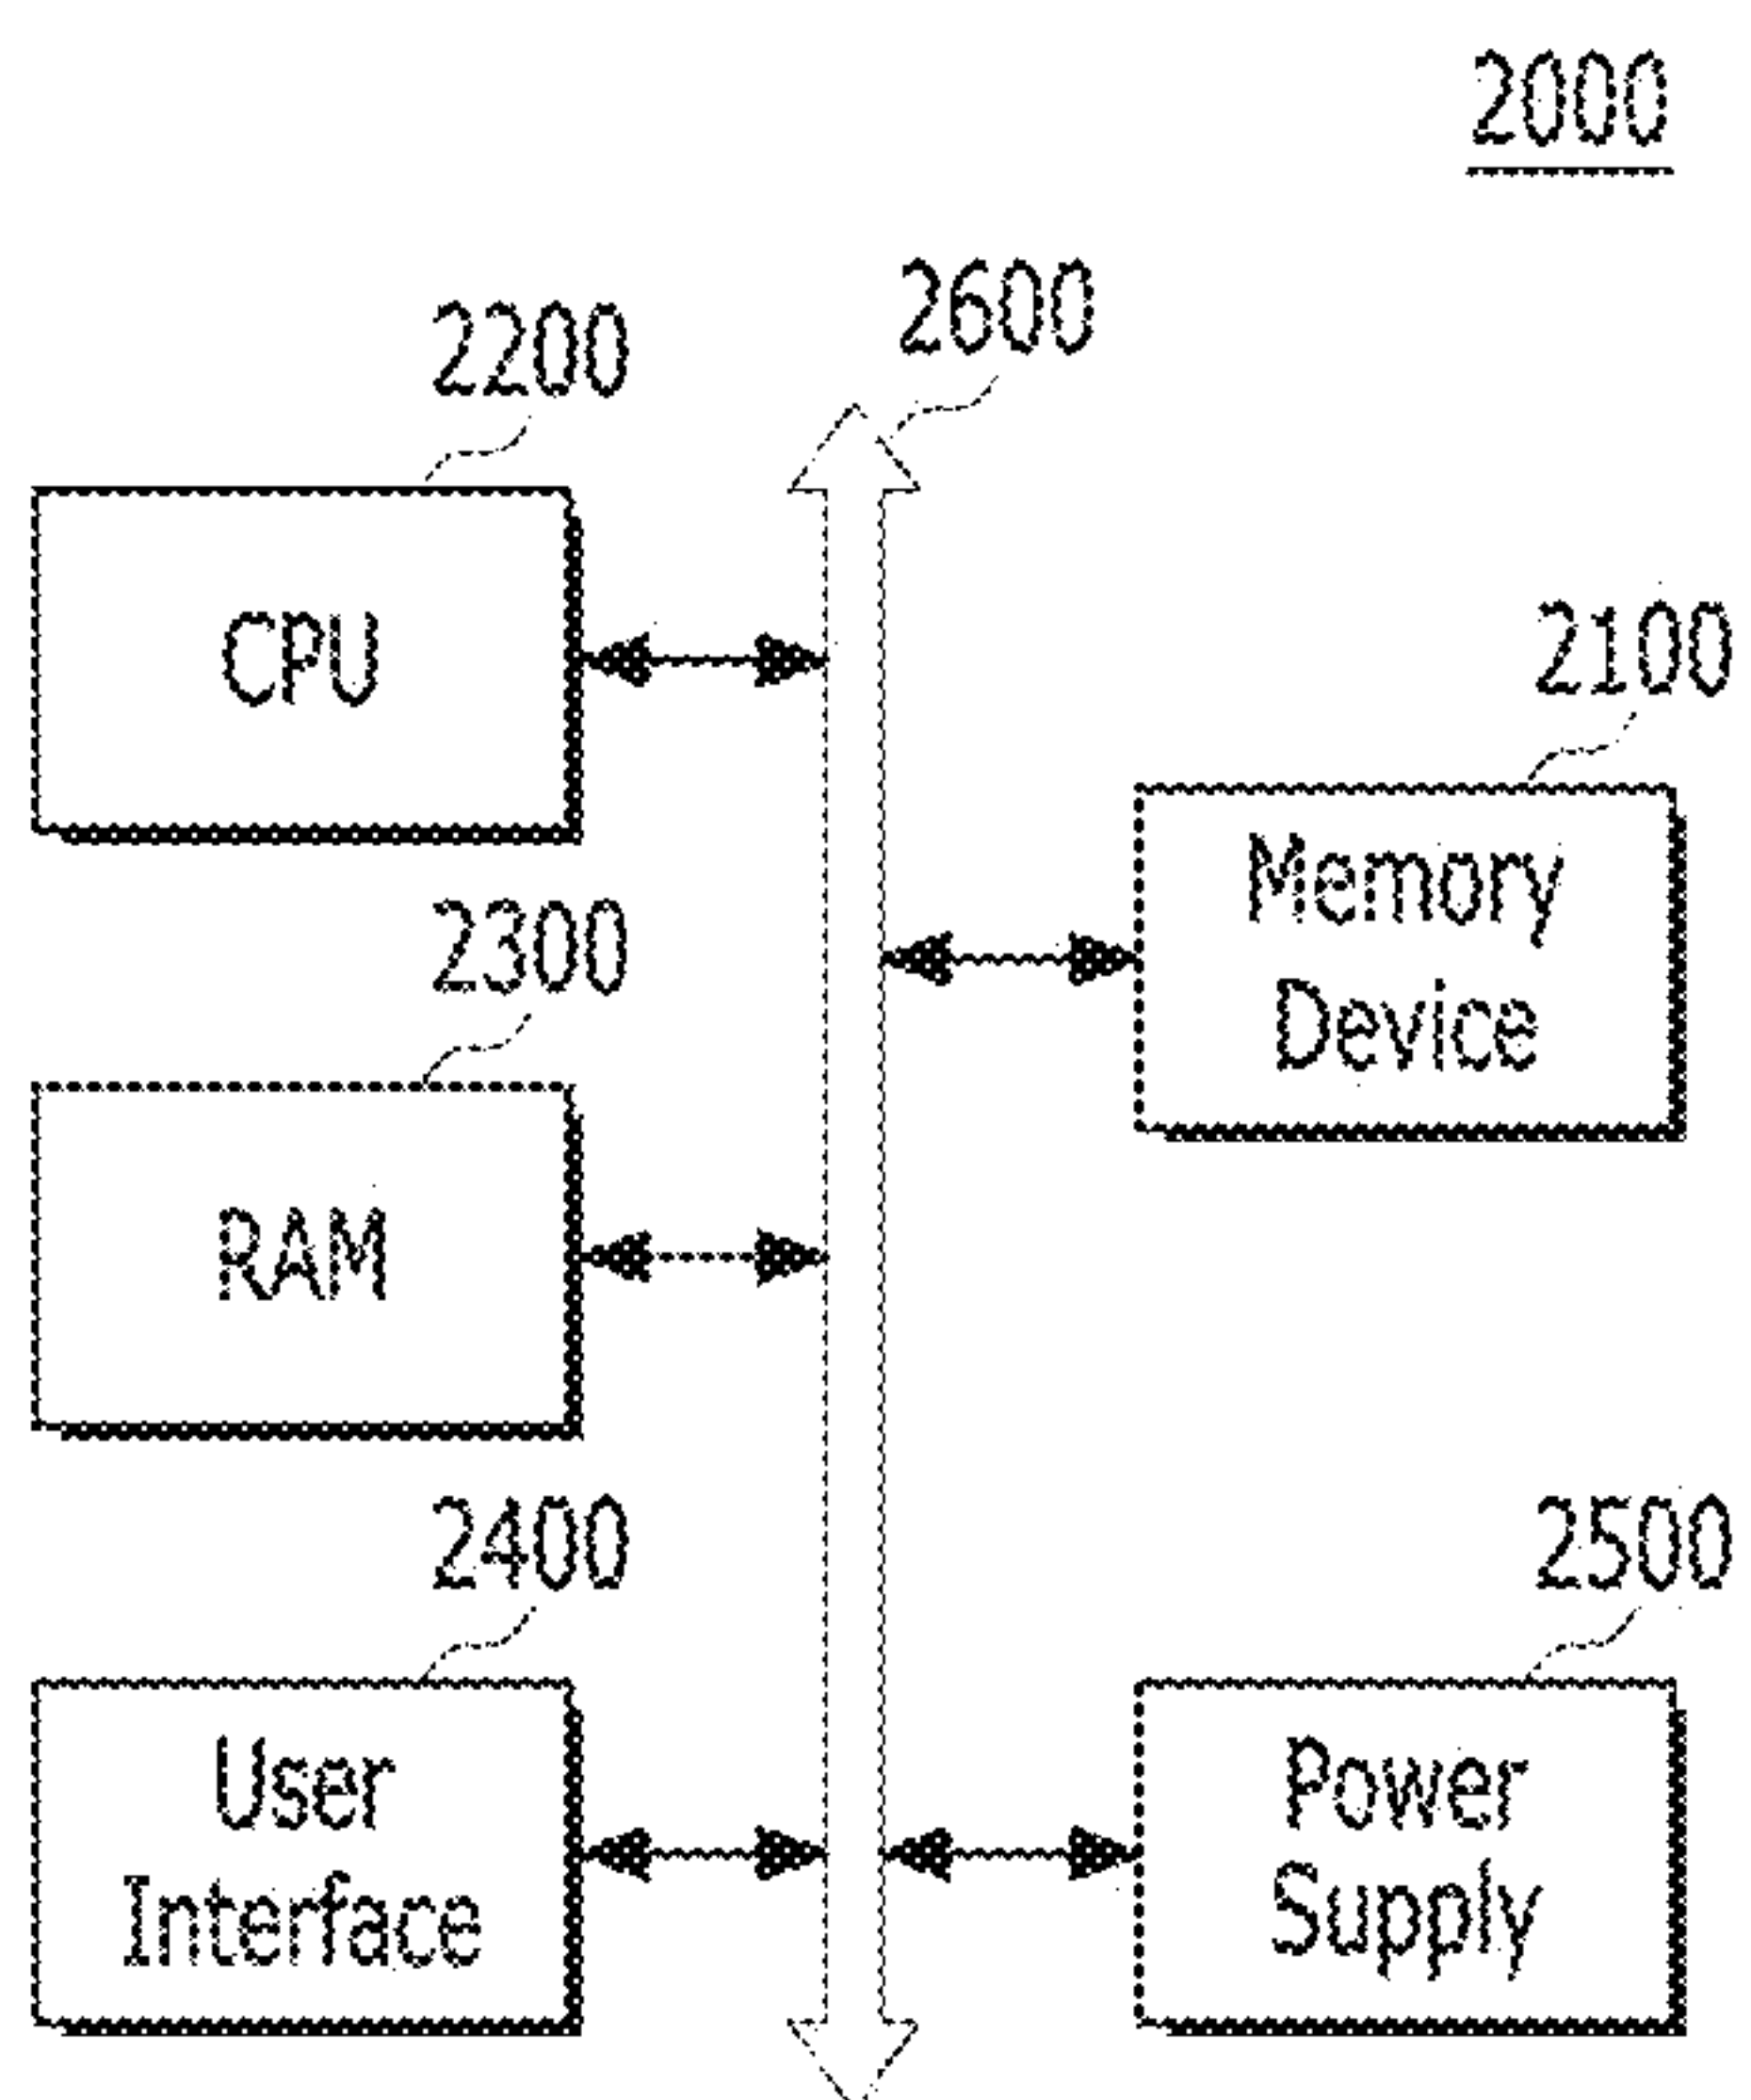 2000
2600
2200
CPU
2100
Memory
Device
2300
RAM
2400
User
Interface
2500
Power
Supply